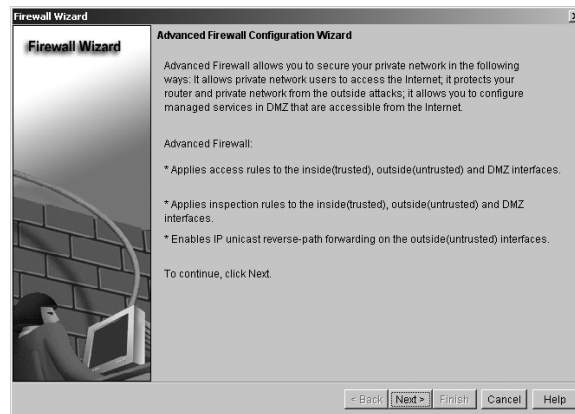 Firewall Wizard
Firewall Wizard
Advanced Firewall Configuration Wizard
Advanced Firewall allows you to secure your private network in the following
ways: It allows private network users to access the Internet; it protects your
router and private network from the outside attacks; it allows you to configure
managed services in DMZ that are accessible from the Internet.
Advanced Firewall:
* Applies access rules to the inside(trusted), outside(untrusted) and DMZ interfaces.
* Applies inspection rules to the inside(trusted), outside(untrusted) and DMZ
interfaces.
* Enables IP unicast reverse-path forwarding on the outside(untrusted) interfaces.
To continue, click Next.
< Back Next > Finish Cancel Help